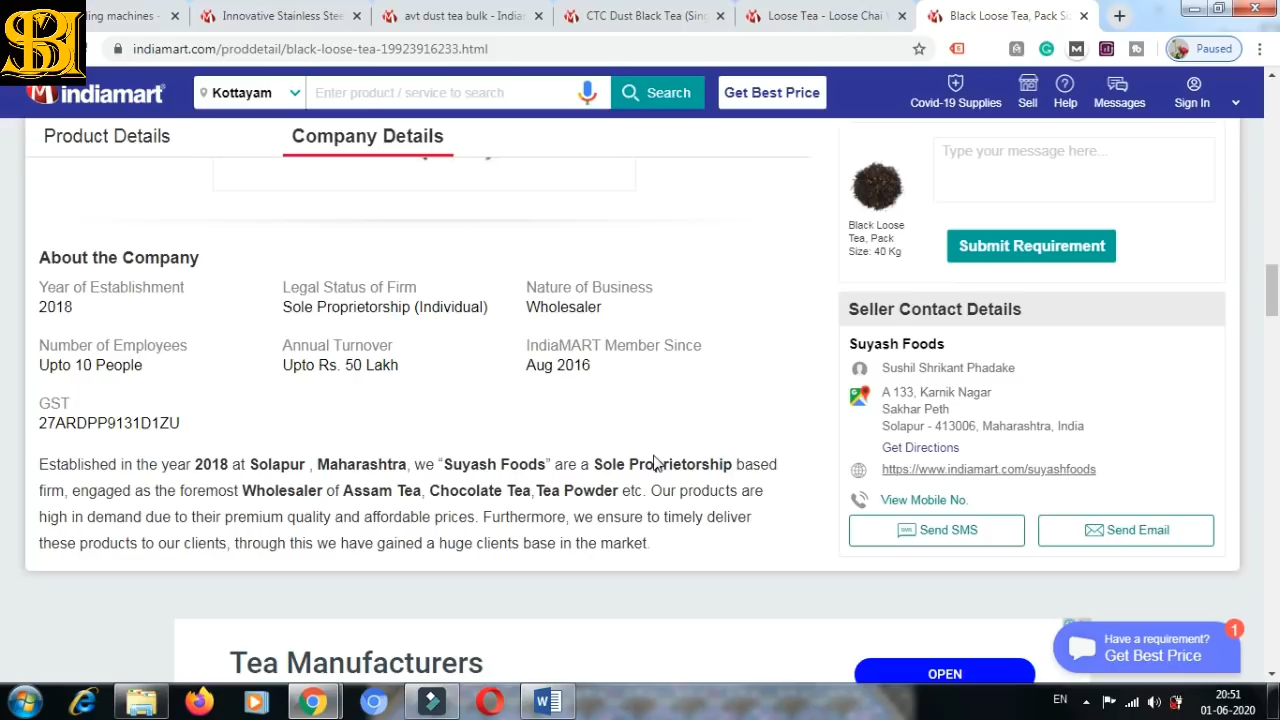 ling machines -
Innovative Stainless Stee
avt dust tea bulk - Indian
CTC Dust Black Tea (Sing
Loose Tea - Loose Chai W
Black Loose Tea, Pack Siz
SBI
indiamart.com/proddetail/black-loose-tea-19923916233.html
Paused
indiamart
Kottayam
Enter product / service to search
Search
Get Best Price
Covid-19 Supplies
Sell
Help
Messages
Sign In
Product Details
Company Details
Type your message here...
Black Loose
Tea, Pack
Size: 40 Kg
Submit Requirement
About the Company
Year of Establishment
2018
Legal Status of Firm
Sole Proprietorship (Individual)
Nature of Business
Wholesaler
Number of Employees
Upto 10 People
Annual Turnover
Upto Rs. 50 Lakh
IndiaMART Member Since
Aug 2016
GST
27ARDPP9131D1ZU
Established in the year 2018 at Solapur , Maharashtra, we “Suyash Foods” are a Sole Proprietorship based
firm, engaged as the foremost Wholesaler of Assam Tea, Chocolate Tea,Tea Powder etc. Our products are
high in demand due to their premium quality and affordable prices. Furthermore, we ensure to timely deliver
these products to our clients, through this we have gained a huge clients base in the market.
Seller Contact Details
Suyash Foods
Sushil Shrikant Phadake
A 133, Karnik Nagar
Sakhar Peth
Solapur - 413006, Maharashtra, India
Get Directions
https://www.indiamart.com/suyashfoods
View Mobile No.
SMS Send SMS
Send Email
Tea Manufacturers
OPEN
Have a requirement?
Get Best Price
1
EN
20:51
01-06-2020